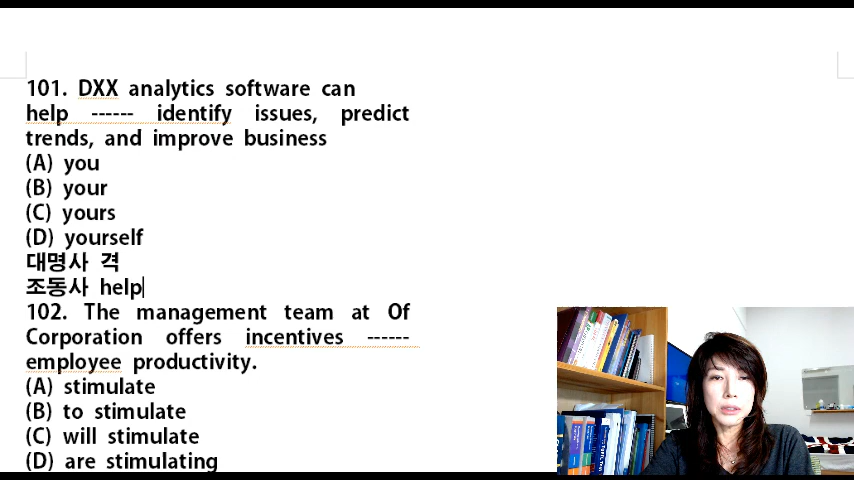 101. DXX analytics software can
help ------ identify issues, predict
trends, and improve business
(A) you
(B) your
(C) yours
(D) yourself
대명사 격
조동사 help
102. The management team at Of
Corporation offers incentives ------
employee productivity.
(A) stimulate
(B) to stimulate
(C) will stimulate
(D) are stimulating